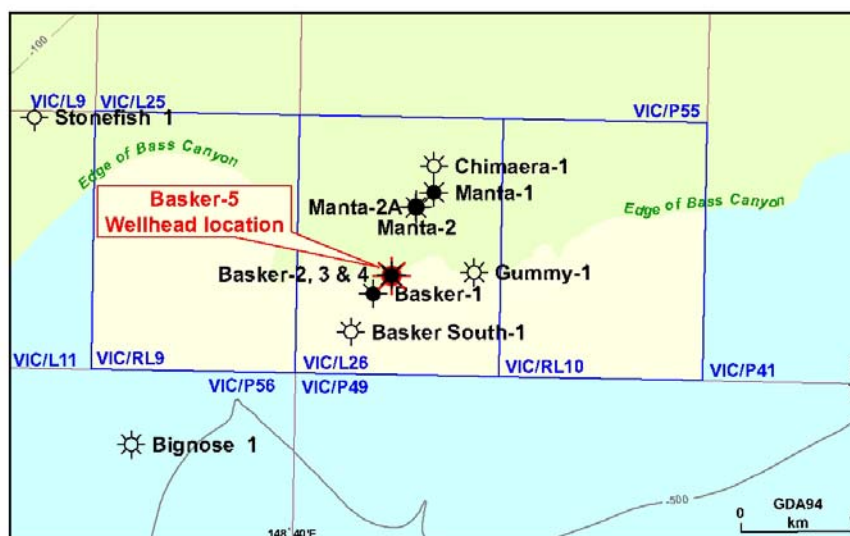 -100
VIC/L9 VIC/L25 VIC/P55
Stonefish 1
Edge of Bass Canyon
Chimaera-1
Basker-5
Wellhead location
Manta-1
Manta-2A
Manta-2
Edge of Bass Canyon
Basker-2, 3 & 4
Gummy-1
Basker-1
Basker South-1
VIC/L11 VIC/RL9 VIC/L26 VIC/RL10 VIC/P41
VIC/P56 VIC/P49
Bignose 1
-500
GDA94
0
km
148°40'E